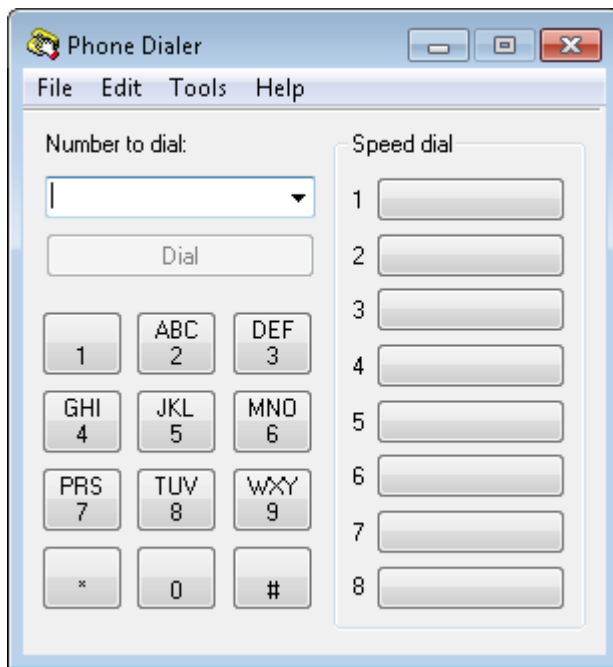 Phone Dialer
File Edit Tools Help
Number to dial:
Dial
1
ABC
2
DEF
3
GHI
4
JKL
5
MNO
6
PRS
7
TUV
8
WXY
9
*
0
#
Speed dial
1
2
3
4
5
6
7
8